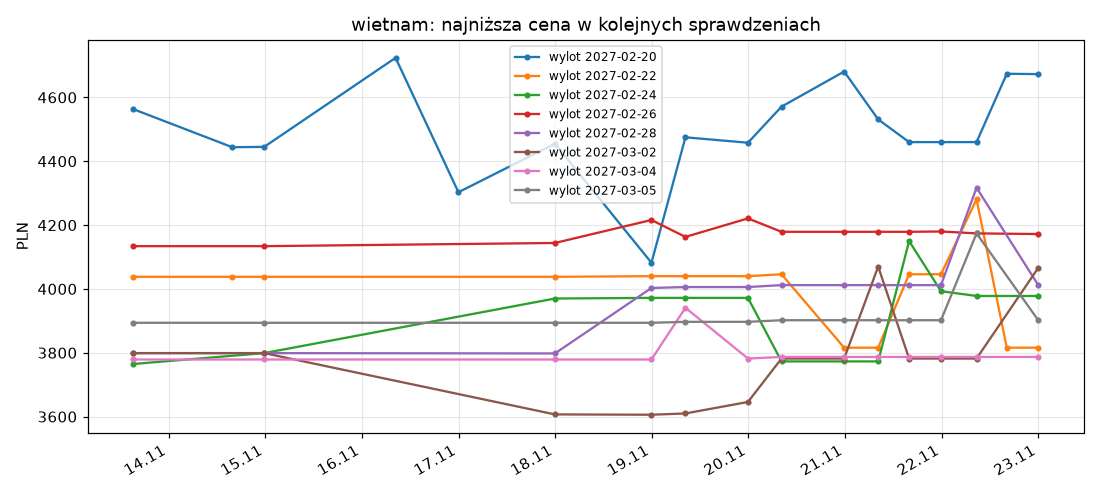 wietnam: najniższa cena w kolejnych sprawdzeniach
wylot 2027-02-20
wylot 2027-02-22
wylot 2027-02-24
wylot 2027-02-26
wylot 2027-02-28
wylot 2027-03-02
wylot 2027-03-04
wylot 2027-03-05
PLN
4600
4400
4200
4000
3800
3600
14.11
15.11
16.11
17.11
18.11
19.11
20.11
21.11
22.11
23.11